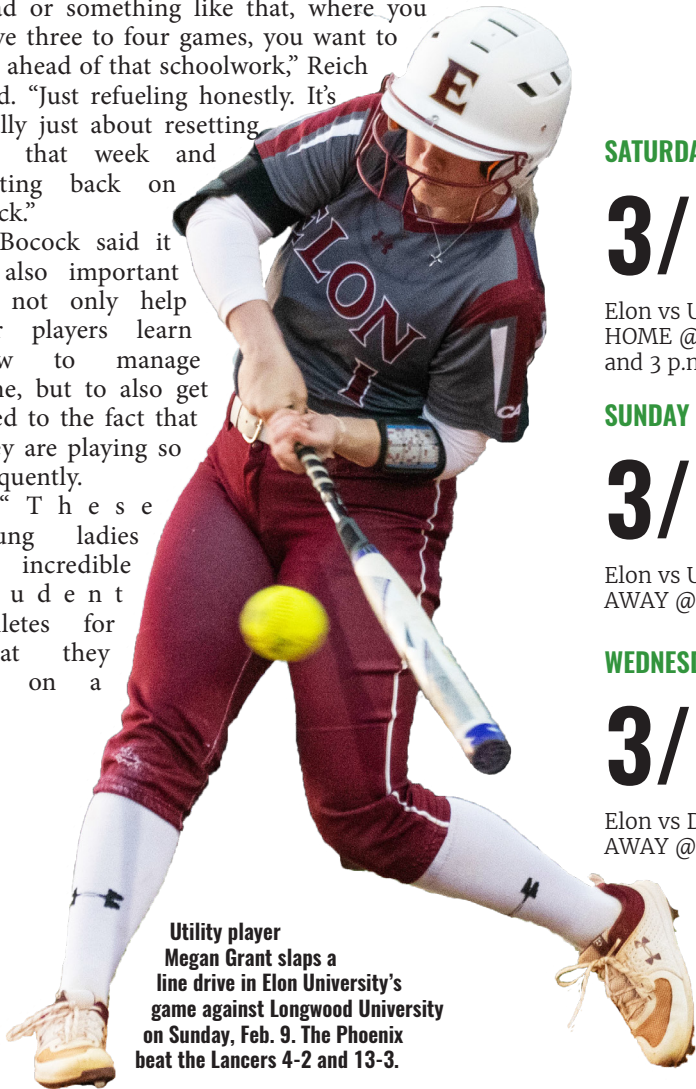 ad or something like that, where you
ve three to four games, you want to
ahead of that schoolwork,” Reich
d. “Just refueling honestly. It’s
lly just about resetting
that week and
ting back on
ck.”
Bocock said it
also important
not only help
r players learn
w to manage
ne, but to also get
ed to the fact that
ey are playing so
quently.
“These
ung ladies
incredible
udent
letes for
at they
on a
E
ELON
1
CA
Utility player
Megan Grant slaps a
line drive in Elon University’s
game against Longwood University
on Sunday, Feb. 9. The Phoenix
beat the Lancers 4-2 and 13-3.
SATURDA
3/
Elon vs U
HOME @
and 3 p.m
SUNDAY
3/
Elon vs U
AWAY @
WEDNESD
3/
Elon vs D
AWAY @